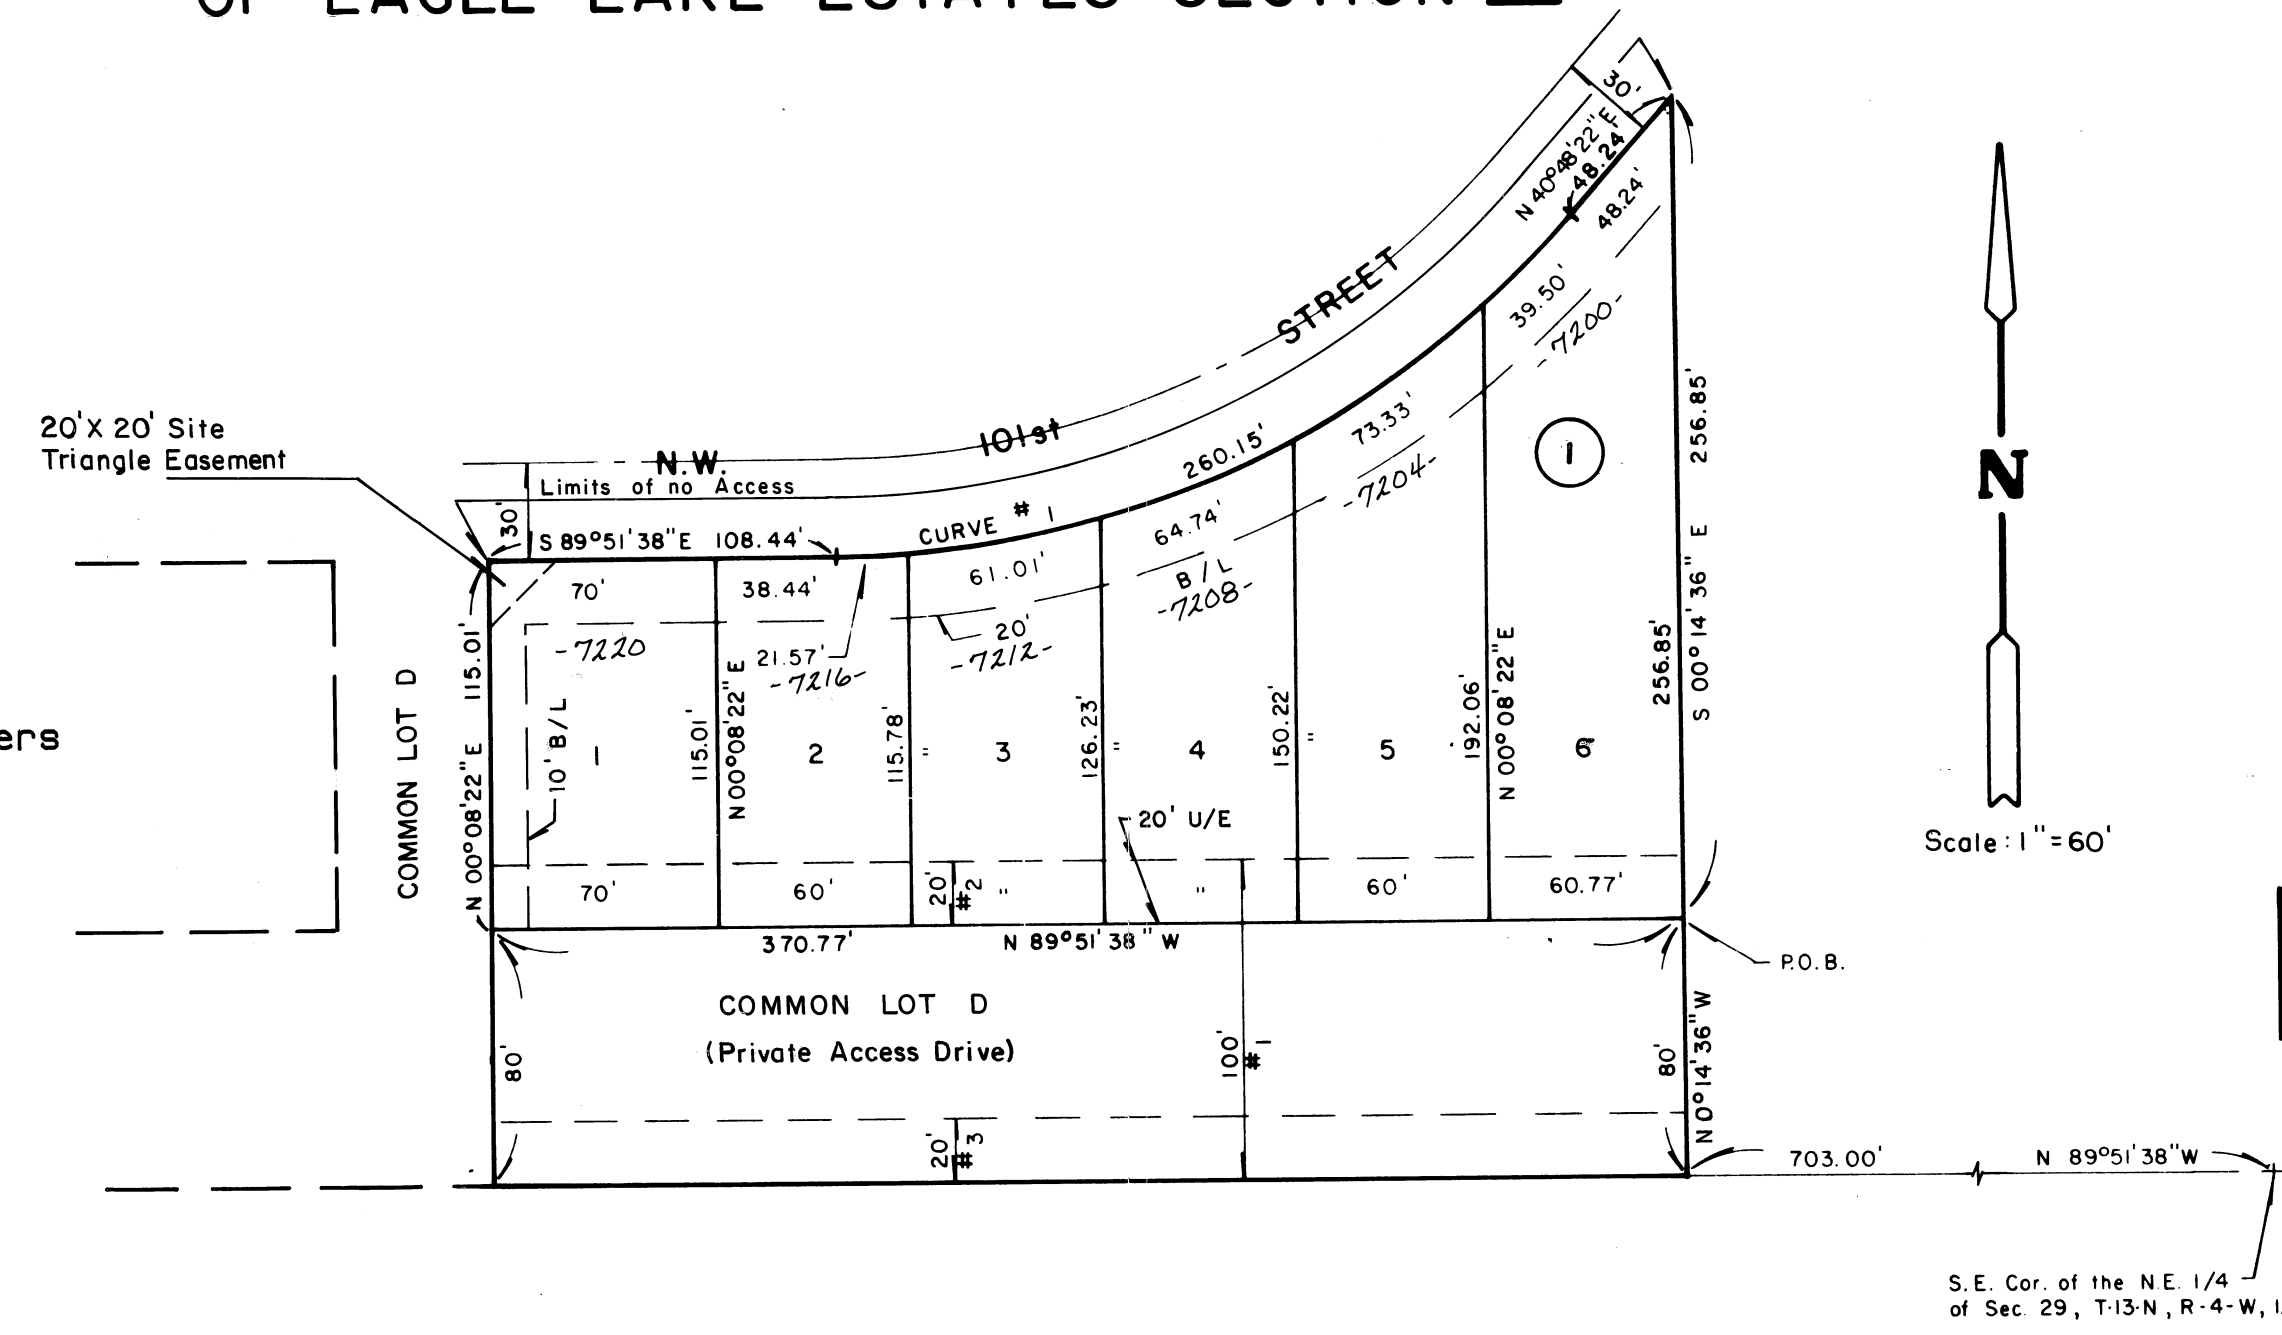 OF EAGLE LAKE ESTATES SECTION
30'
N 40°48'22"E
48.24'
48.24'
STREET
39.50'
-7200-
256.85'
20'X 20' Site
Triangle Easement
N.W.
101st
260.15'
73.33'
-7204-
1
N
Limits of no Access
30'
S 89°51'38"E 108.44'
CURVE # 1
64.74'
B/L
-7208-
S 00°14'36" E
70'
38.44'
61.01'
20'
-7212-
-7220
21.57'
-7216-
115.01'
N 00°08'22"E
N 00°08'22"E
256.85'
COMMON LOT D
ers
10' B/L
1
115.01'
N 00°08'22"E
2
115.78'
=
3
126.23'
=
4
150.22'
=
5
192.06'
6
20' U/E
Scale: 1"=60'
70'
60'
20'
#2
"
"
60'
60.77'
370.77'
N 89°51'38"W
P.O.B.
COMMON LOT D
(Private Access Drive)
80'
100'
#1
80'
N 0°14'36"W
20'
#3
703.00'
N 89°51'38"W
S.E. Cor. of the N.E. 1/4
of Sec. 29, T-13-N, R-4-W,